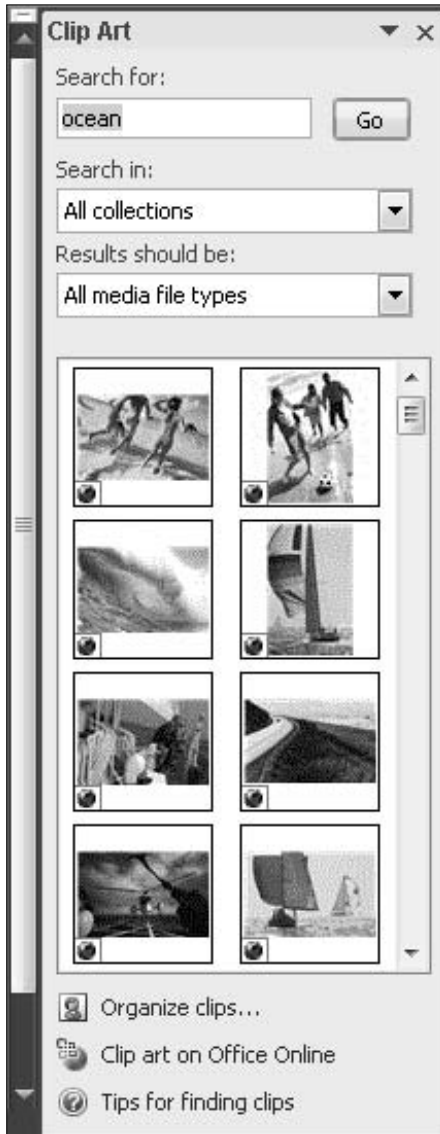 Clip Art
Search for:
ocean
Go
Search in:
All collections
Results should be:
All media file types
Organize clips...
Clip art on Office Online
Tips for finding clips